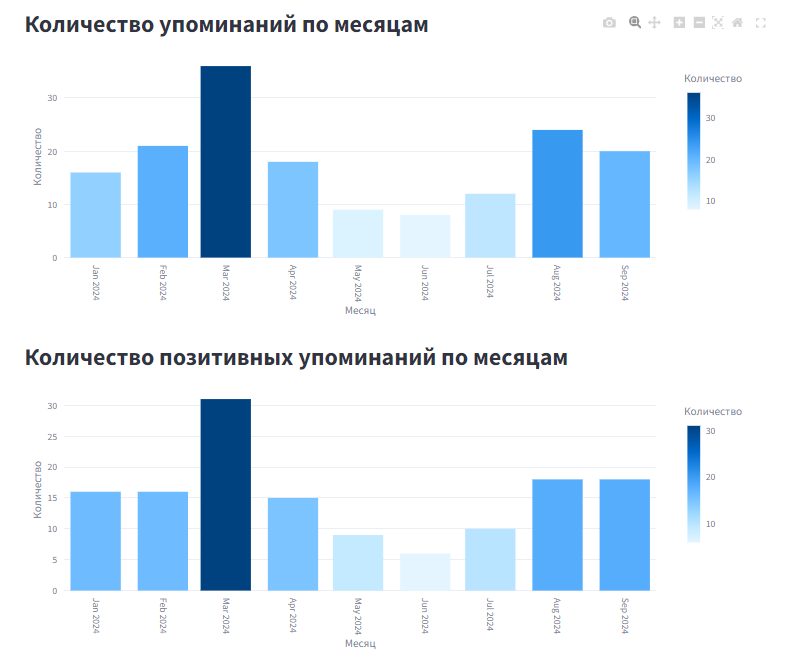 Количество упоминаний по месяцам
Количество
30
20
10
0
Количество
30
20
10
Jan 2024
Feb 2024
Mar 2024
Apr 2024
May 2024
Jun 2024
Jul 2024
Aug 2024
Sep 2024
Месяц
Количество позитивных упоминаний по месяцам
Количество
30
25
20
15
10
5
0
Количество
30
20
10
Jan 2024
Feb 2024
Mar 2024
Apr 2024
May 2024
Jun 2024
Jul 2024
Aug 2024
Sep 2024
Месяц